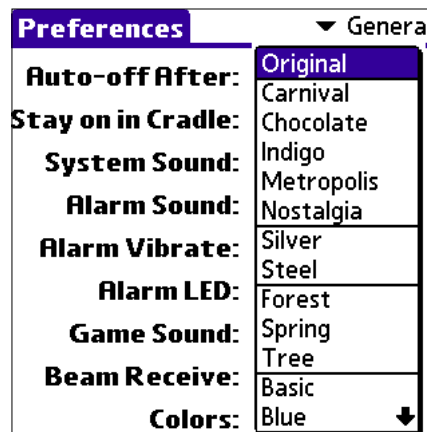 Preferences
▼ Genera
Auto-off After:
Stay on in Cradle:
System Sound:
Alarm Sound:
Alarm Vibrate:
Alarm LED:
Game Sound:
Beam Receive:
Colors:
Original
Carnival
Chocolate
Indigo
Metropolis
Nostalgia
Silver
Steel
Forest
Spring
Tree
Basic
Blue